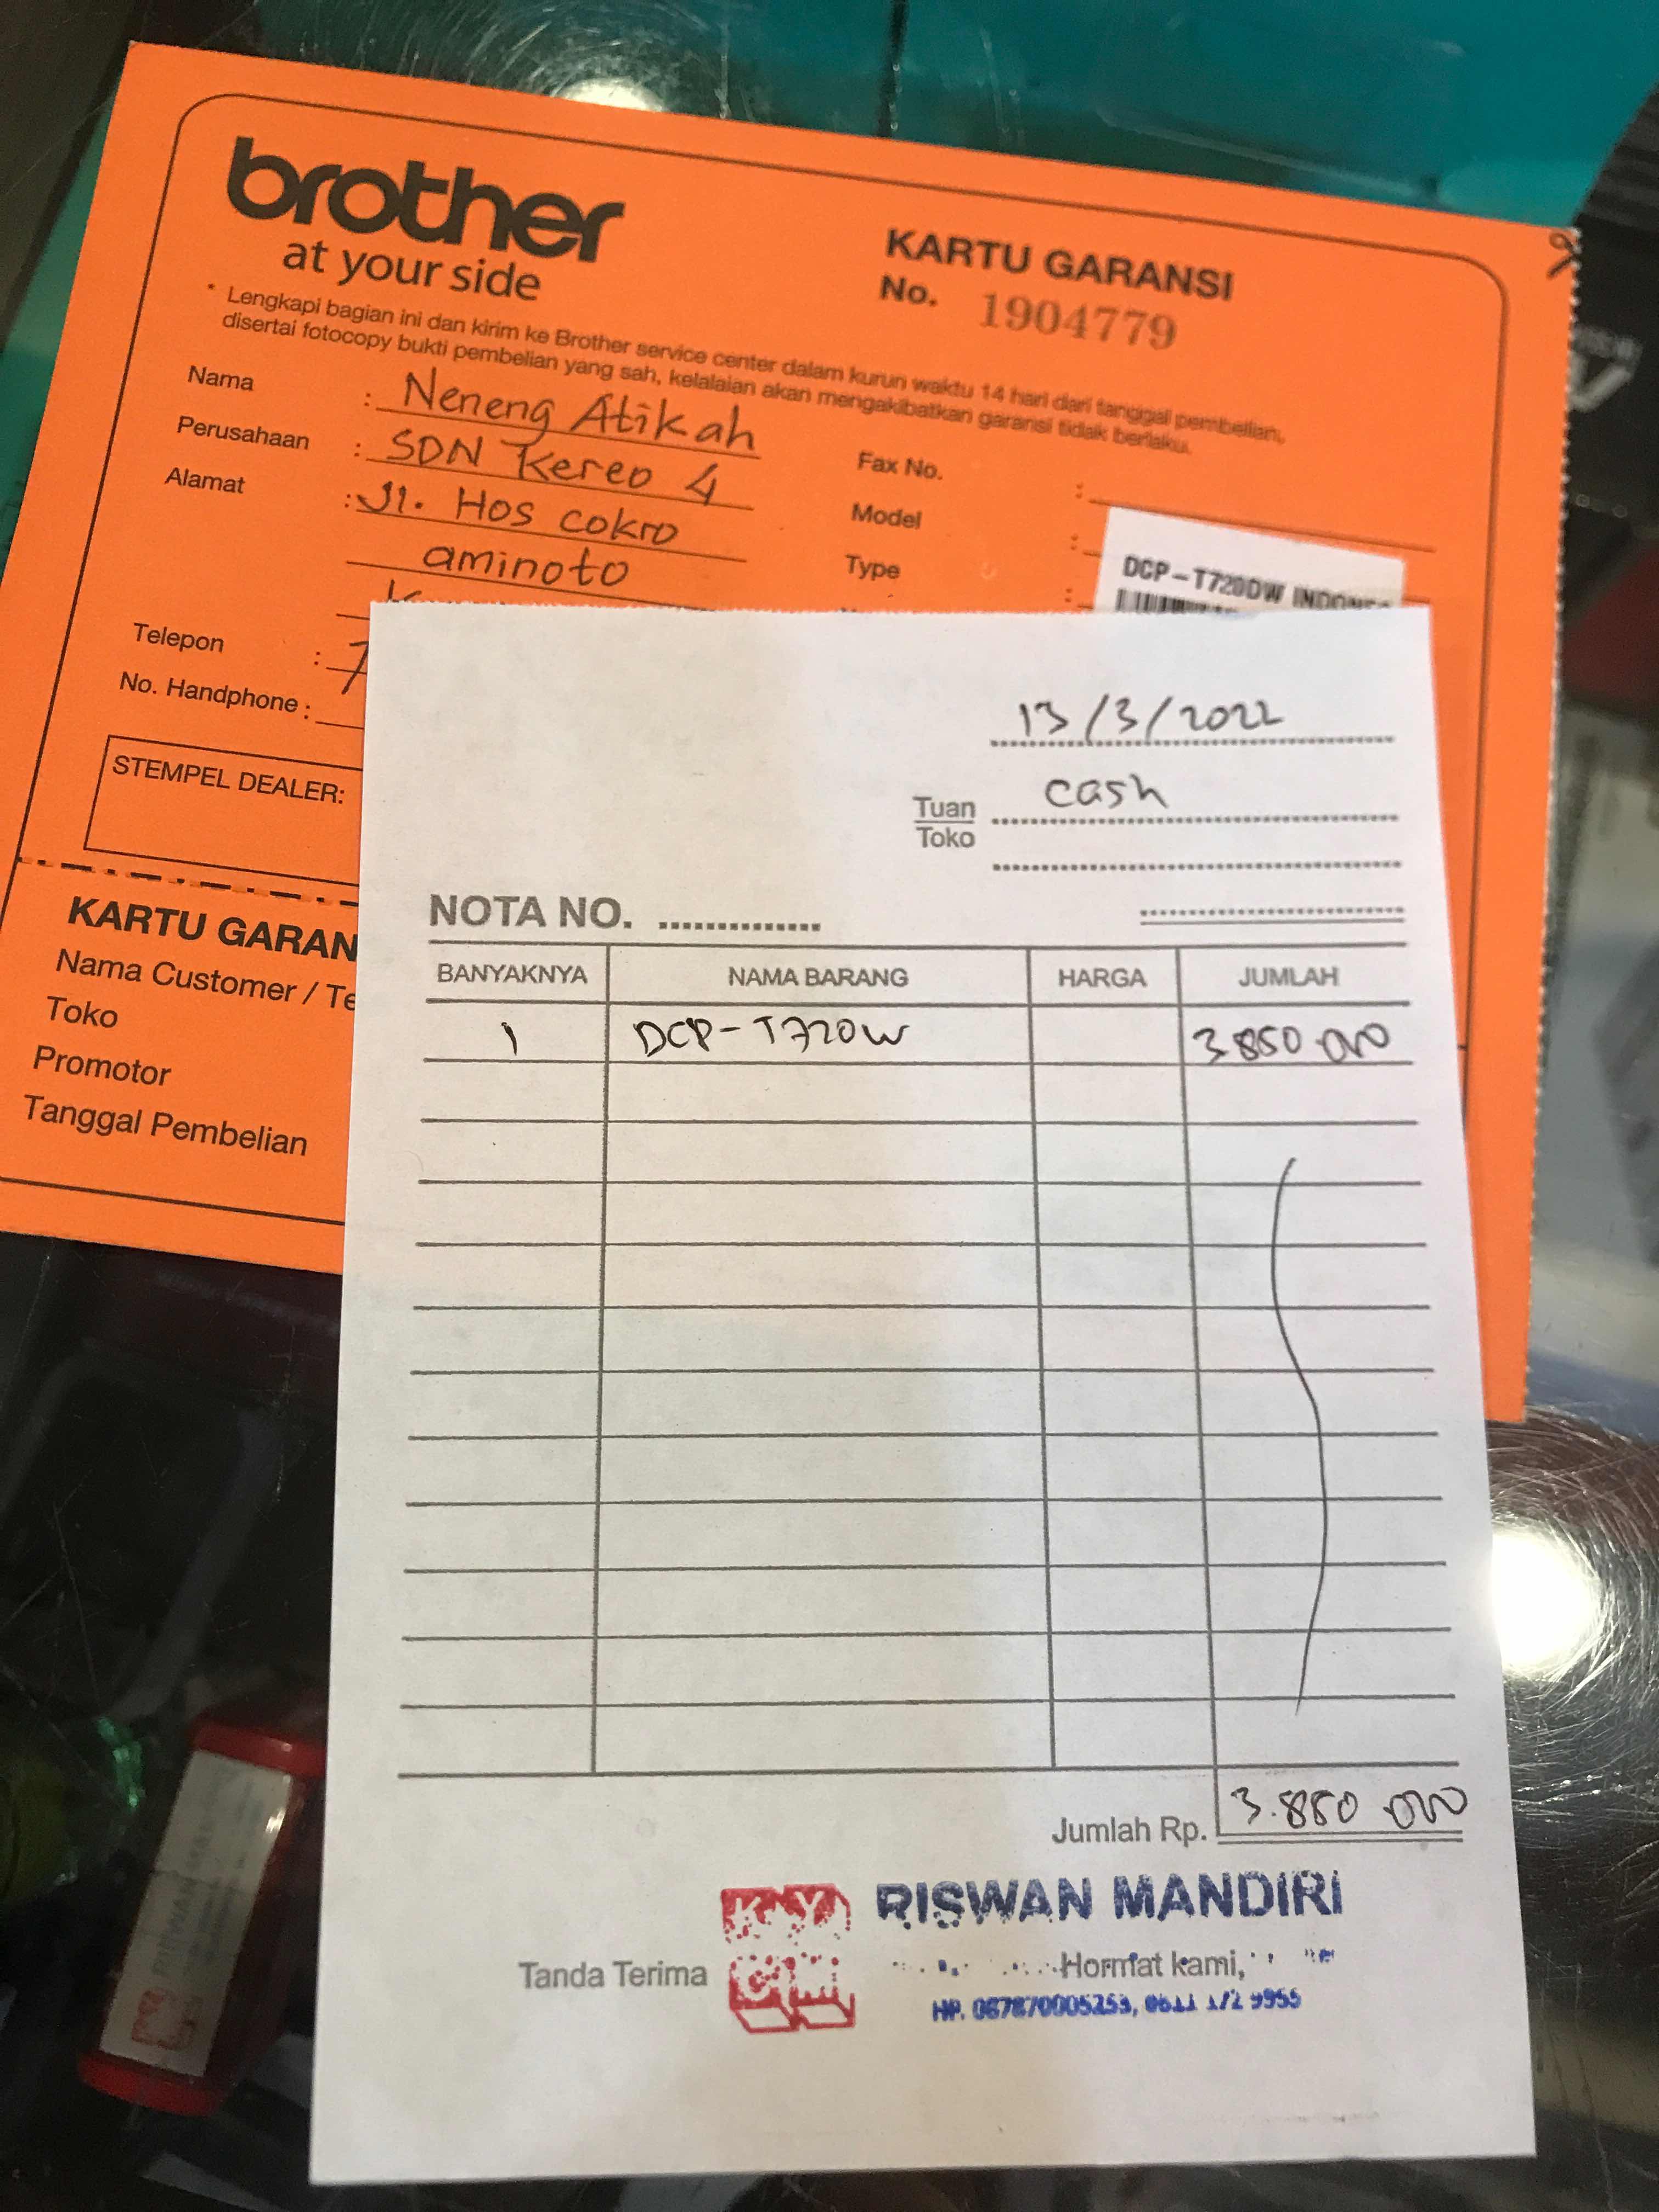 brother
at your side
KARTU GARANSI
No. 1904779
* Lengkapi bagian ini dan kirim ke Brother service center dalam kurun waktu 14 hari dari tanggal pembelian,
disertai fotocopy bukti pembelian yang sah, kelalaian akan mengakibatkan garansi tidak berlaku.
Nama : Neneng Atikah
Perusahaan : SDN Kereo 4
Alamat : Jl. Hos cokro
aminoto
Telepon : 7
No. Handphone :
Fax No. :
Model :
Type :
DCP-T720DW
STEMPEL DEALER:
KARTU GARAN
Nama Customer / Te
Toko
Promotor
Tanggal Pembelian
13/3/2022
Tuan cash
Toko
NOTA NO.
BANYAKNYA NAMA BARANG HARGA JUMLAH
1 DCP-T720W 3.850 000
Jumlah Rp. 3.850 000
RISWAN MANDIRI
Tanda Terima
Hormat kami,
HP.